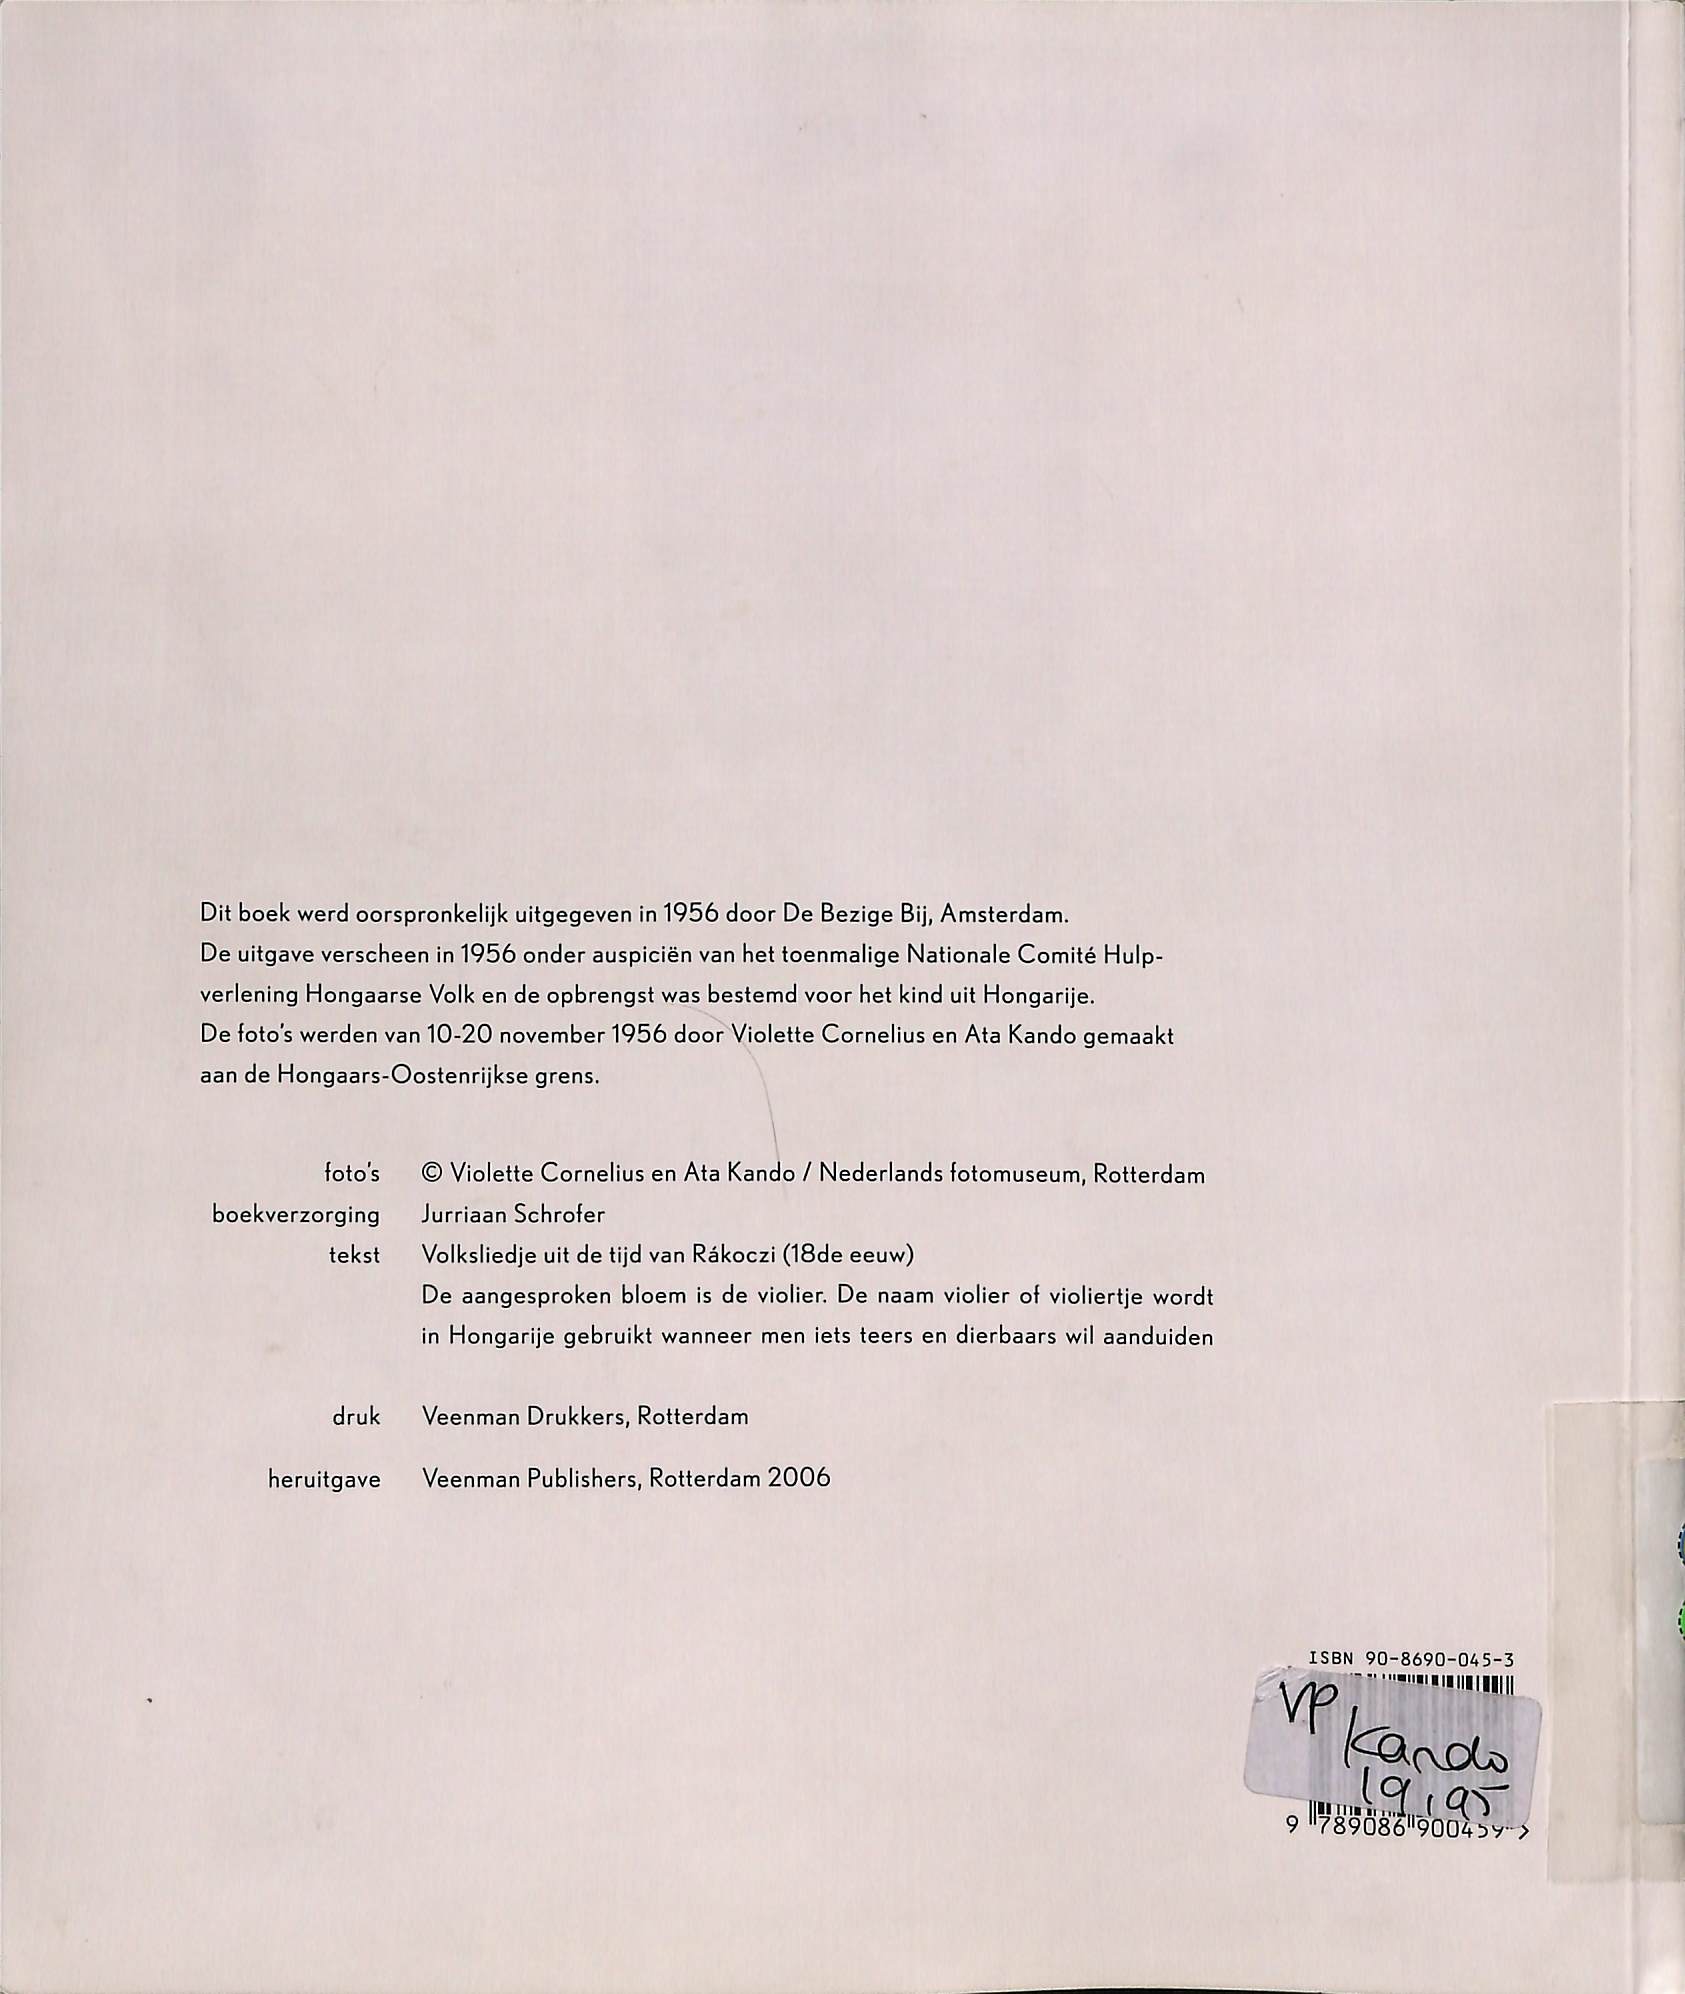 Dit boek werd oorspronkelijk uitgegeven in 1956 door De Bezige Bij, Amsterdam.
De uitgave verscheen in 1956 onder auspiciën van het toenmalige Nationale Comité Hulp-
verlening Hongaarse Volk en de opbrengst was bestemd voor het kind uit Hongarije.
De foto's werden van 10-20 november 1956 door Violette Cornelius en Ata Kando gemaakt
aan de Hongaars-Oostenrijkse grens.
foto's © Violette Cornelius en Ata Kando / Nederlands fotomuseum, Rotterdam
boekverzorging Jurriaan Schrofer
tekst Volksliedje uit de tijd van Rákoczi (18de eeuw)
De aangesproken bloem is de violier. De naam violier of violiertje wordt
in Hongarije gebruikt wanneer men iets teers en dierbaars wil aanduiden
druk Veenman Drukkers, Rotterdam
heruitgave Veenman Publishers, Rotterdam 2006
ISBN 90-8690-045-3
VP
Kando
19,95
9 789086 900459 >